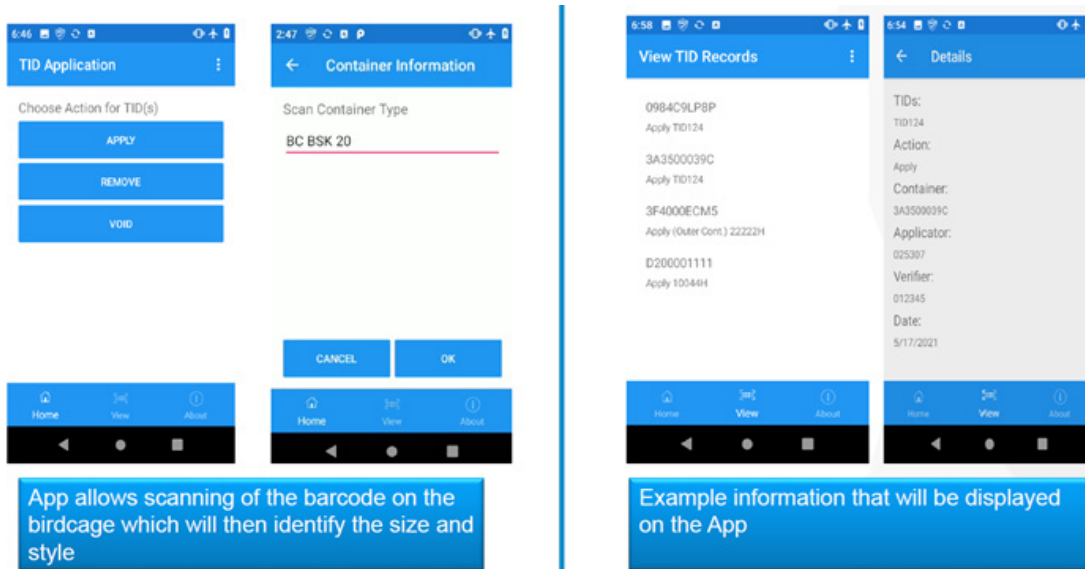 6:46
TID Application
Choose Action for TID(s)
APPLY
REMOVE
VOID
Home View About
2:47
Container Information
Scan Container Type
BC BSK 20
CANCEL OK
Home View About
App allows scanning of the barcode on the
birdcage which will then identify the size and
style
6:58
View TID Records
0984C9LP8P
Apply TID124
3A3500039C
Apply TID124
3F4000ECM5
Apply (Outer Cont.) 22222H
D200001111
Apply 10044H
Home View About
6:54
Details
TIDs:
TID124
Action:
Apply
Container:
3A3500039C
Applicator:
025307
Verifier:
012345
Date:
5/17/2021
Home View About
Example information that will be displayed
on the App